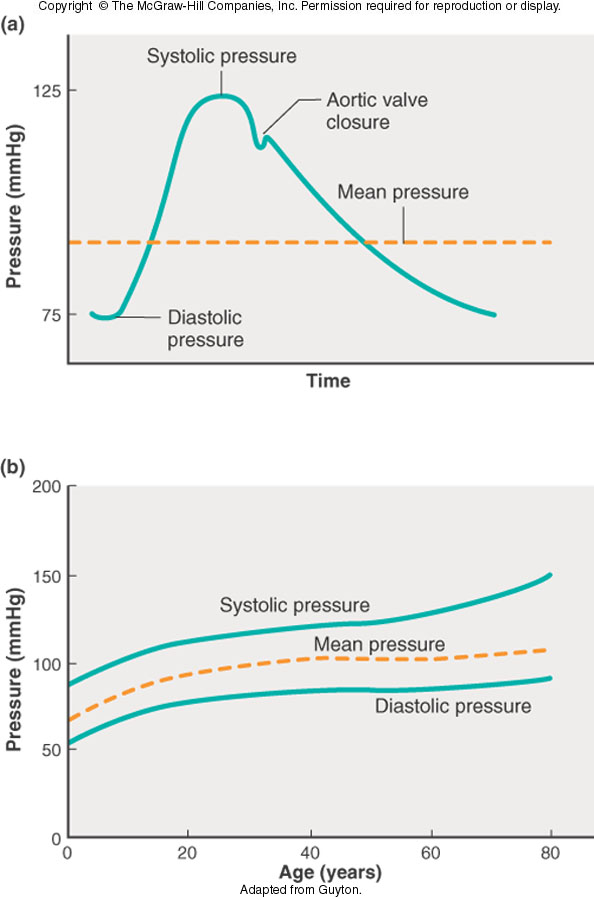 Copyright © The McGraw-Hill Companies, Inc. Permission required for reproduction or display.
(a)
Systolic pressure
125
Aortic valve
closure
Pressure (mmHg)
Mean pressure
75
Diastolic
pressure
Time
(b)
200
150
Systolic pressure
Pressure (mmHg)
Mean pressure
100
Diastolic pressure
50
0
0
20
40
60
80
Age (years)
Adapted from Guyton.